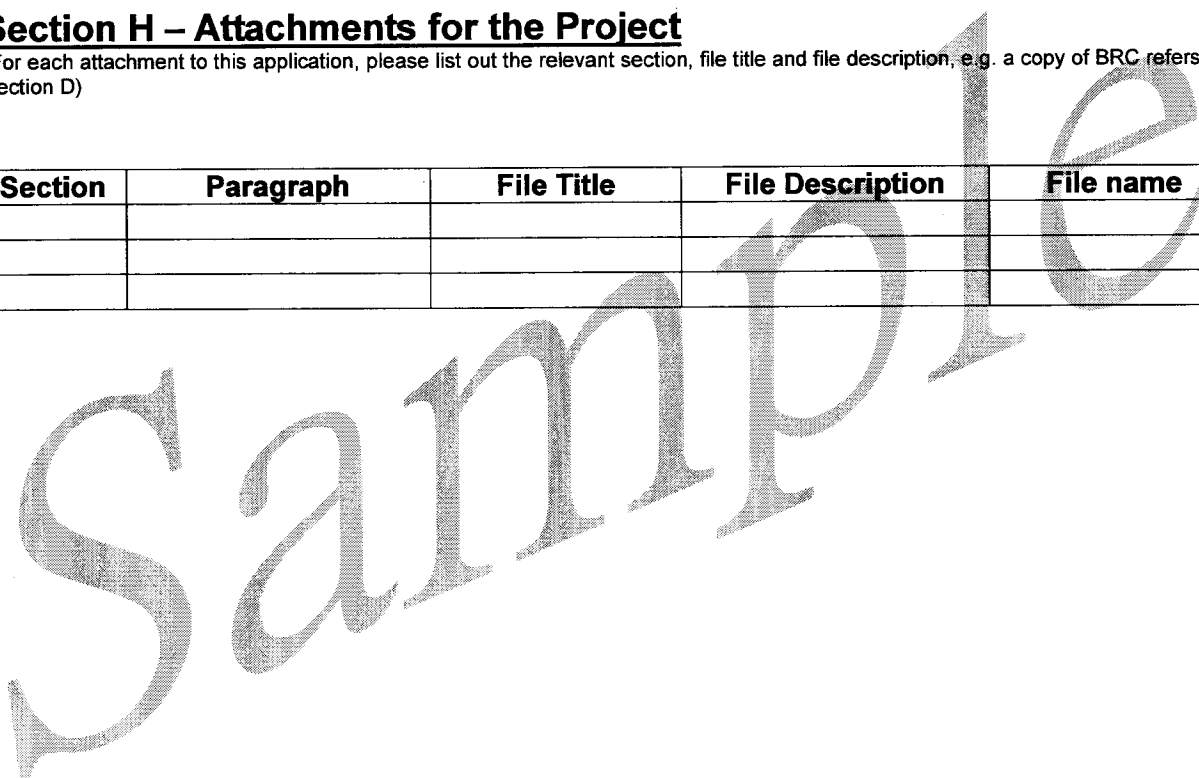 Section H – Attachments for the Project
For each attachment to this application, please list out the relevant section, file title and file description, e.g. a copy of BRC refers
ection D)
Section Paragraph File Title File Description File name
Sample